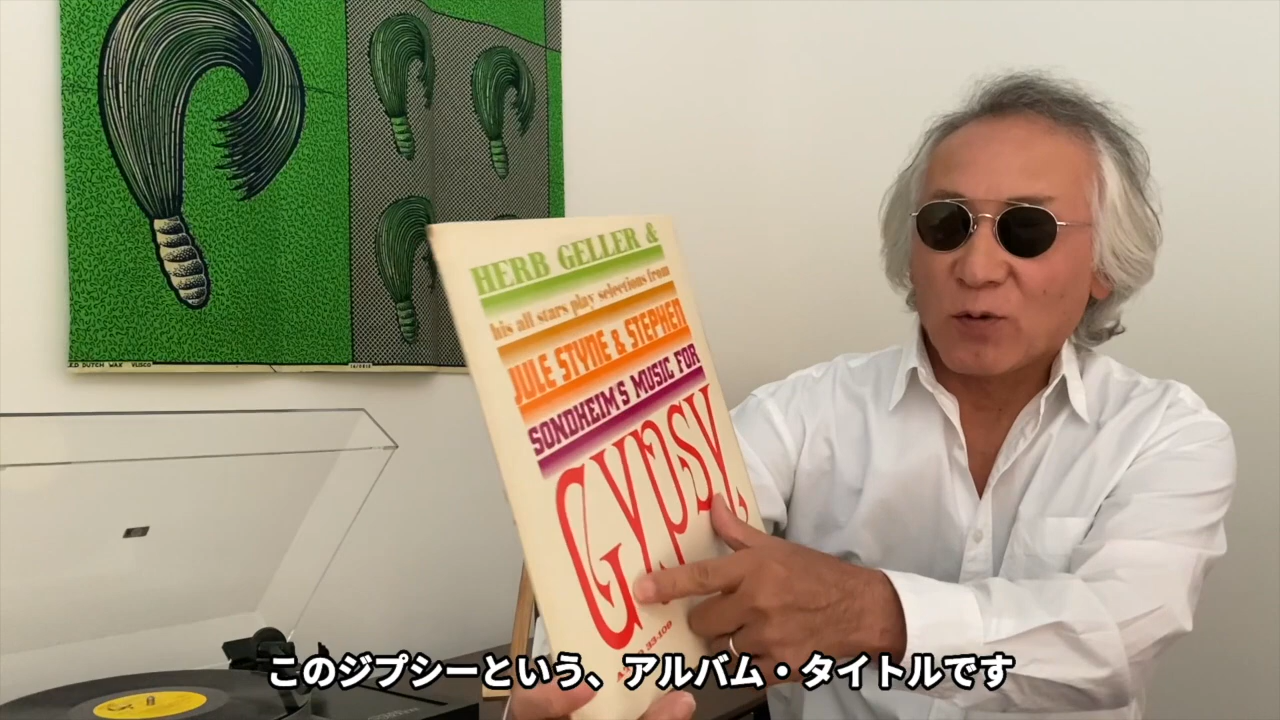 HERB GELLER &
his all stars play selections from
JULE STYNE & STEPHEN
SONDHEIM'S MUSIC FOR
Gypsy
DUTCH WAX VLISCO
このジプシーという、アルバム・タイトルです